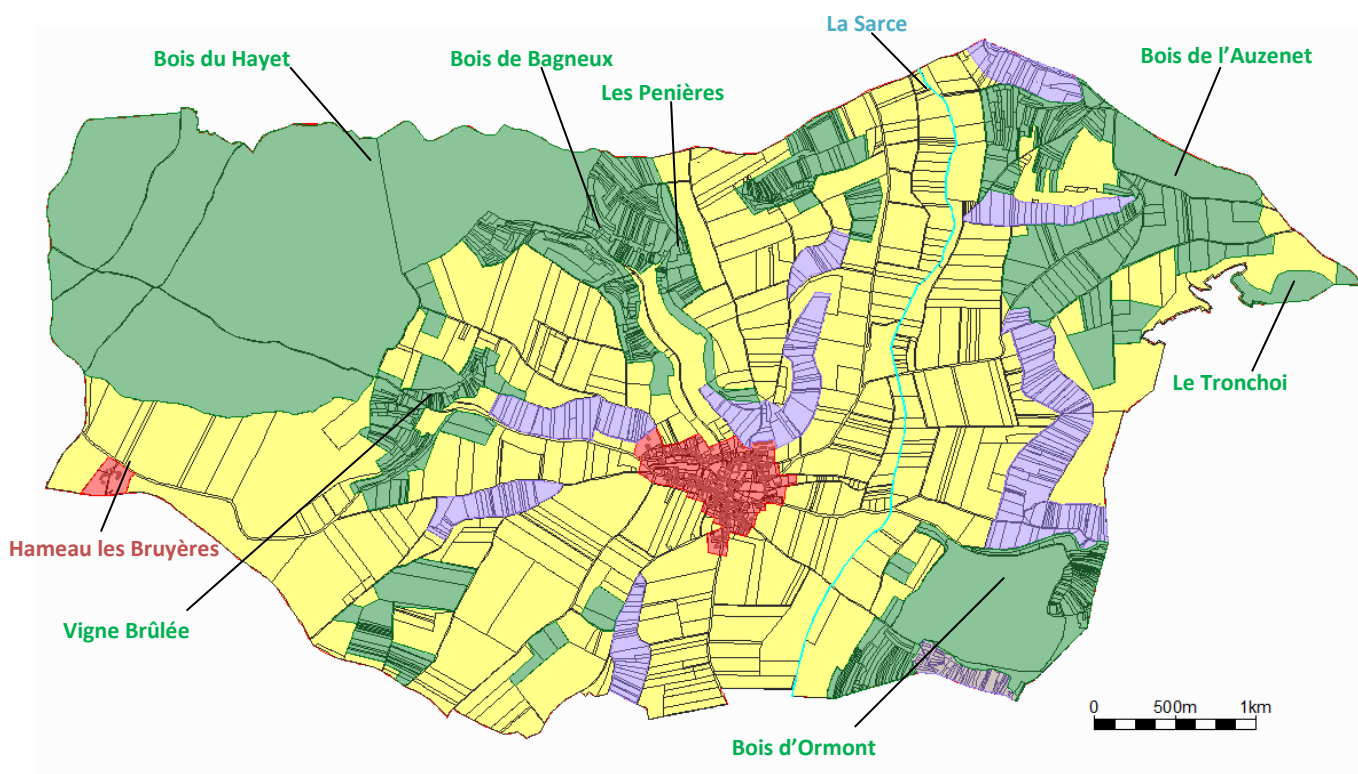 La Sarce
Bois du Hayet
Bois de Bagneux
Bois de l’Auzenet
Les Penières
Le Tronchoi
Hameau les Bruyères
Vigne Brûlée
0 500m 1km
Bois d’Ormont